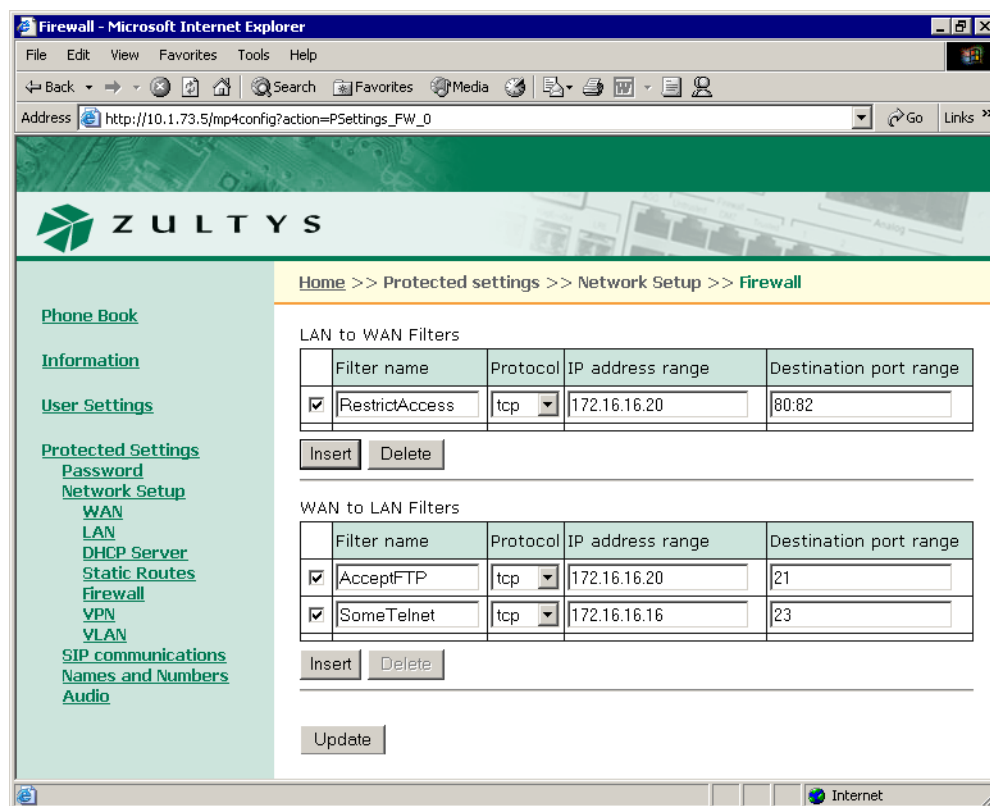 Firewall - Microsoft Internet Explorer
File Edit View Favorites Tools Help
Back Search Favorites Media
Address http://10.1.73.5/mp4config?action=PSettings_FW_0 Go Links »
ZULTYS
Home >> Protected settings >> Network Setup >> Firewall
Phone Book
Information
User Settings
Protected Settings
Password
Network Setup
WAN
LAN
DHCP Server
Static Routes
Firewall
VPN
VLAN
SIP communications
Names and Numbers
Audio
LAN to WAN Filters
Filter name Protocol IP address range Destination port range
RestrictAccess tcp 172.16.16.20 80:82
Insert Delete
WAN to LAN Filters
Filter name Protocol IP address range Destination port range
AcceptFTP tcp 172.16.16.20 21
SomeTelnet tcp 172.16.16.16 23
Insert Delete
Update
Internet